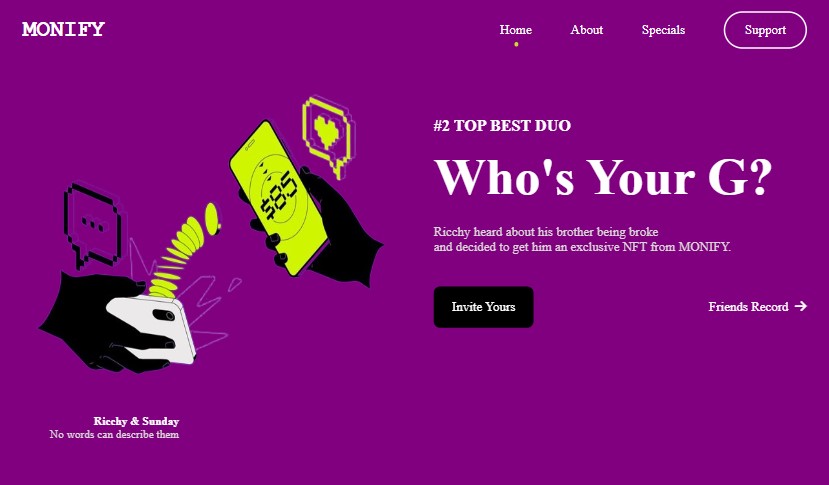 MONIFY
Home
About
Specials
Support
#2 TOP BEST DUO
Who's Your G?
Ricchy heard about his brother being broke
and decided to get him an exclusive NFT from MONIFY.
Invite Yours
Friends Record
$85
Ricchy & Sunday
No words can describe them